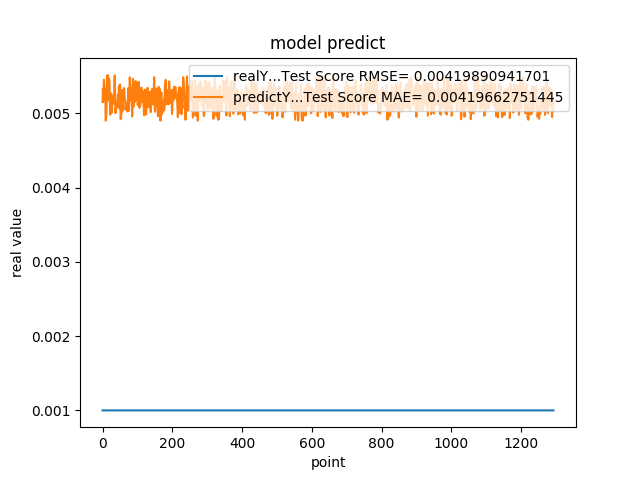 model predict
realY...Test Score RMSE= 0.00419890941701
predictY...Test Score MAE= 0.00419662751445
0.005
0.004
0.003
0.002
0.001
real value
0 200 400 600 800 1000 1200
point